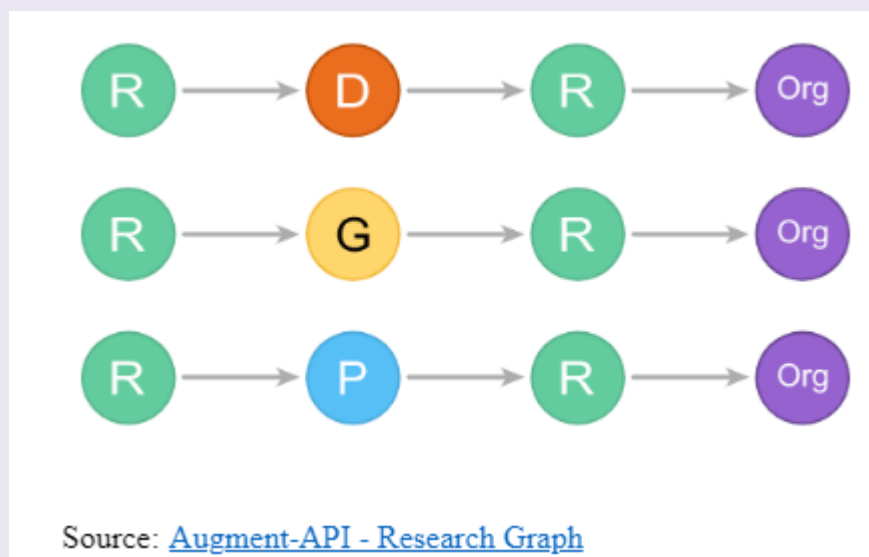 R D R Org
R G R Org
R P R Org
Source: Augment-API - Research Graph